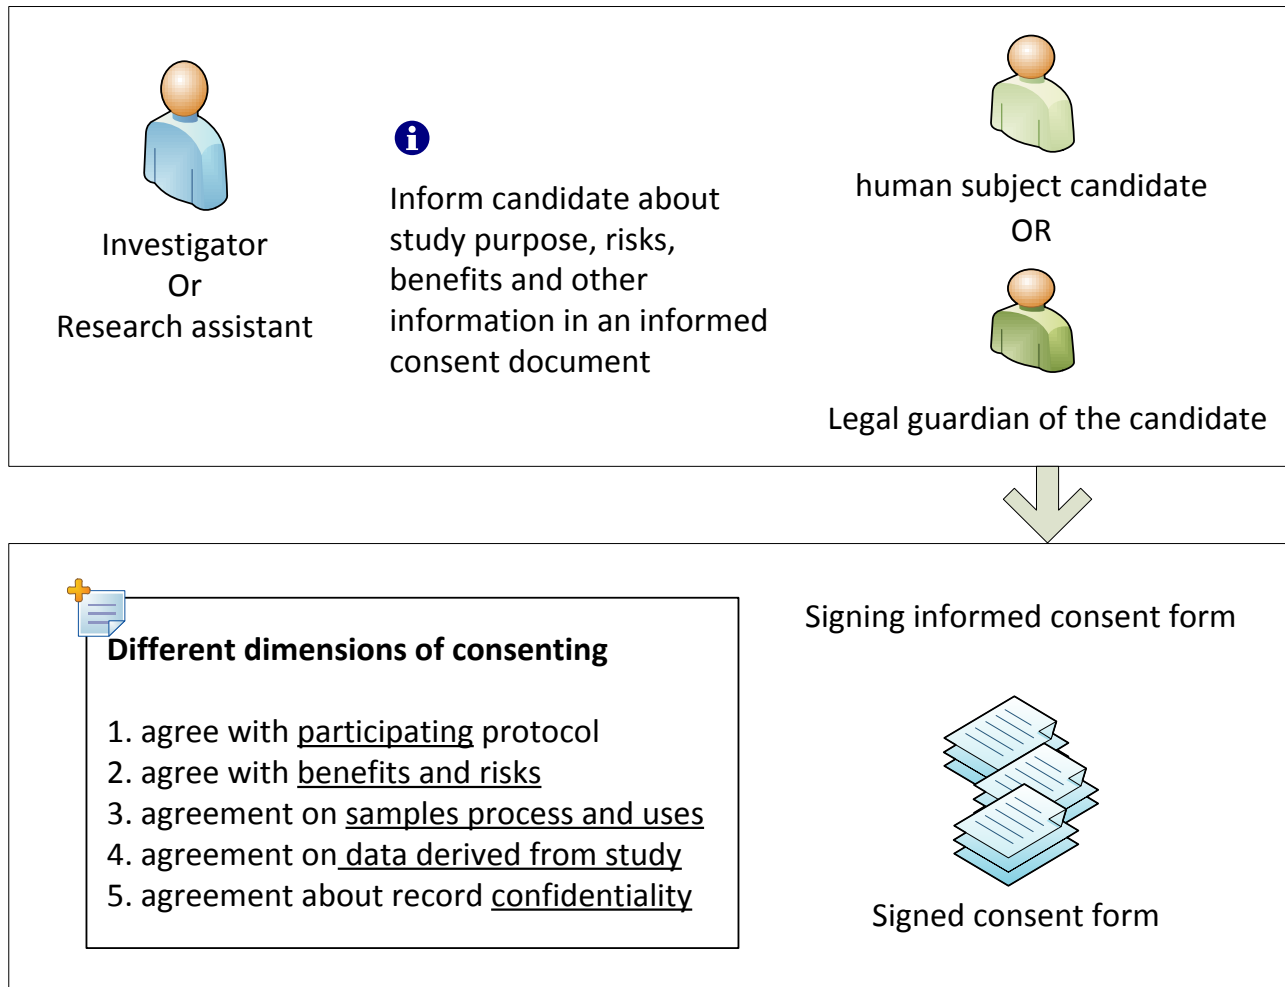 Investigator
Or
Research assistant
i
Inform candidate about
study purpose, risks,
benefits and other
information in an informed
consent document
human subject candidate
OR
Legal guardian of the candidate
Different dimensions of consenting
1. agree with participating protocol
2. agree with benefits and risks
3. agreement on samples process and uses
4. agreement on data derived from study
5. agreement about record confidentiality
Signing informed consent form
Signed consent form